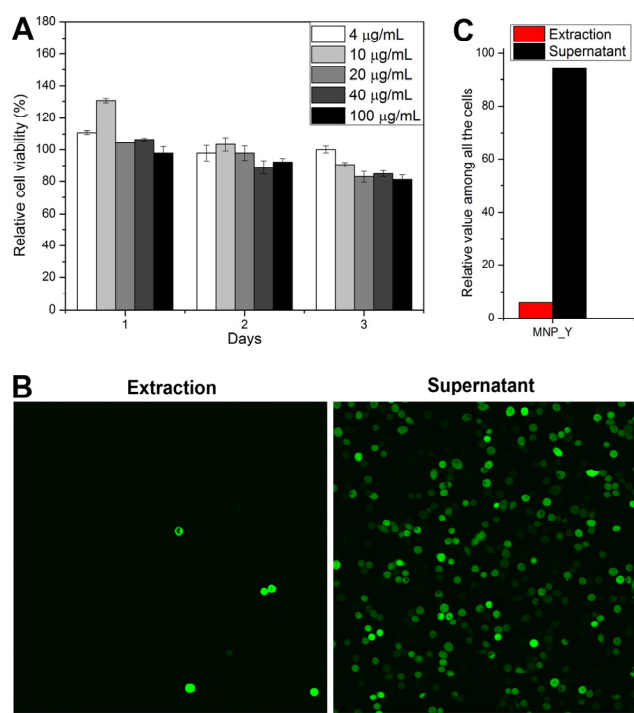 A
Relative cell viability (%)
180
160
140
120
100
80
60
40
20
0
4 μg/mL
10 μg/mL
20 μg/mL
40 μg/mL
100 μg/mL
1
2
3
Days
C
Extraction
Supernatant
Relative value among all the cells
100
80
60
40
20
0
MNP_Y
B
Extraction
Supernatant